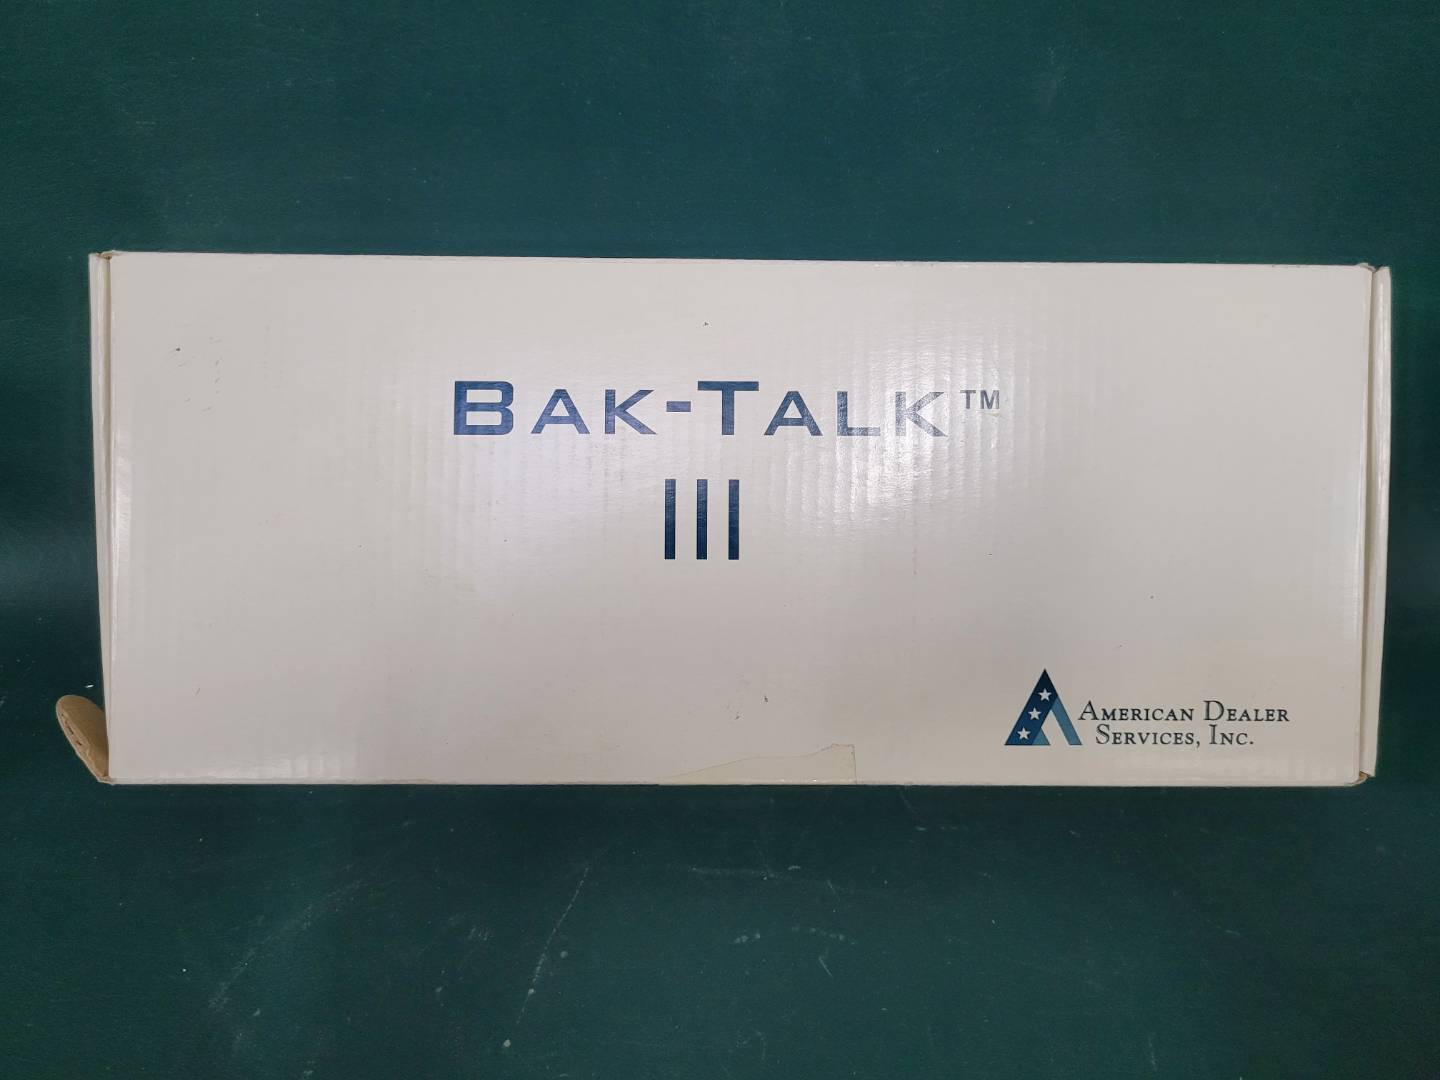 BAK-TALK™
III
AMERICAN DEALER
SERVICES, INC.